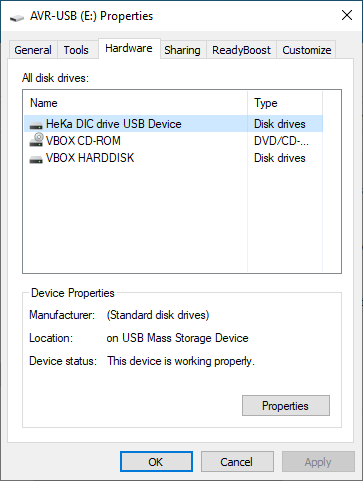 AVR-USB (E:) Properties
General Tools Hardware Sharing ReadyBoost Customize
All disk drives:
Name Type
HeKa DIC drive USB Device Disk drives
VBOX CD-ROM DVD/CD-...
VBOX HARDDISK Disk drives
Device Properties
Manufacturer: (Standard disk drives)
Location: on USB Mass Storage Device
Device status: This device is working properly.
Properties
OK Cancel Apply